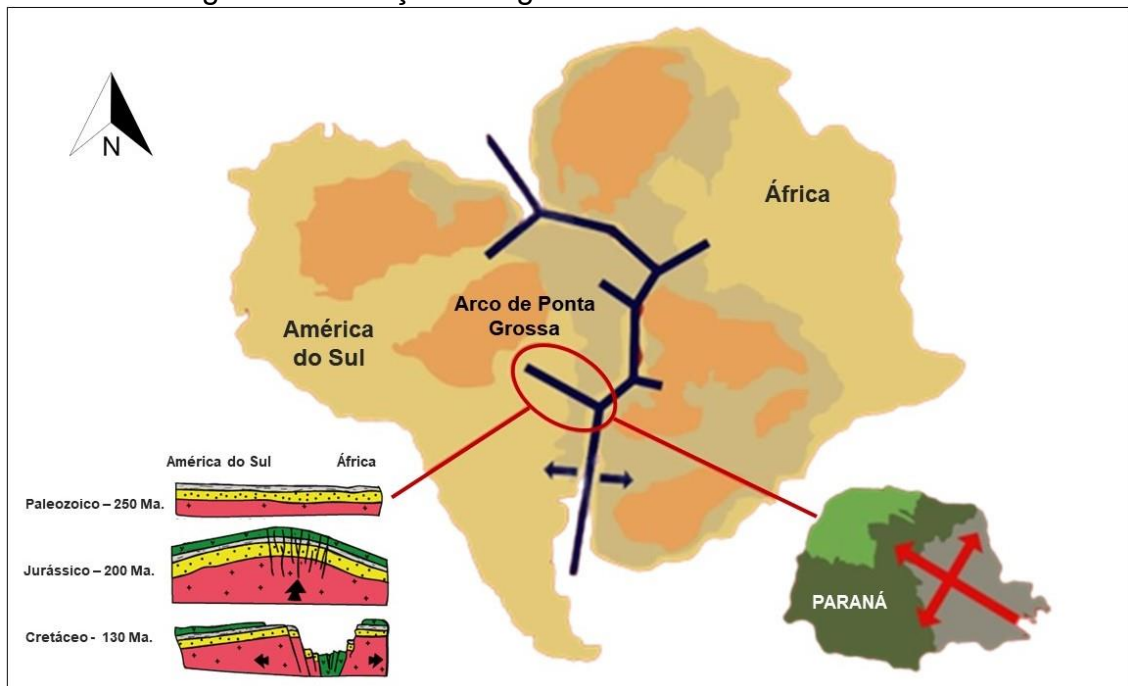 N
África
Arco de Ponta
Grossa
América
do Sul
América do Sul África
Paleozoico – 250 Ma.
Jurássico – 200 Ma.
Cretáceo - 130 Ma.
PARANÁ